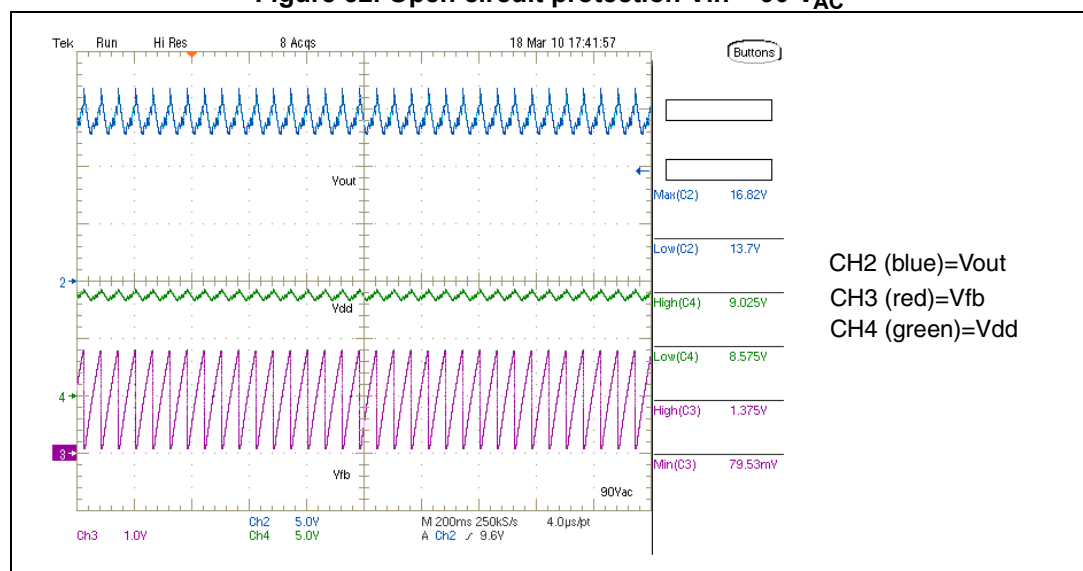 Figure 32. Open circuit protection Vin = 90 VAC
Tek Run Hi Res 8 Acqs 18 Mar 10 17:41:57
Buttons
Vout
Max(C2) 16.82V
Low(C2) 13.7V
2
Vdd
High(C4) 9.025V
Low(C4) 8.575V
4
High(C3) 1.375V
3
Vfb
Min(C3) 79.53mV
90Vac
Ch2 5.0V M 200ms 250kS/s 4.0µs/pt
Ch3 1.0V Ch4 5.0V A Ch2 / 9.6V
CH2 (blue)=Vout
CH3 (red)=Vfb
CH4 (green)=Vdd